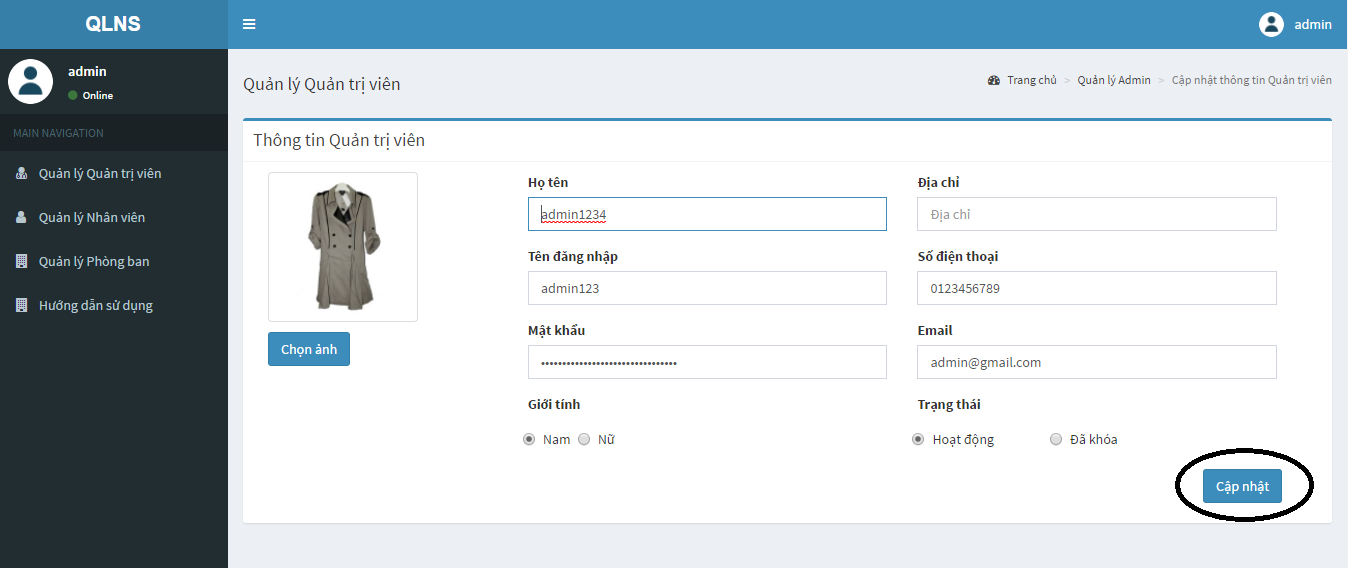 QLNS
admin
admin
Online
MAIN NAVIGATION
Quản lý Quản trị viên
Quản lý Nhân viên
Quản lý Phòng ban
Hướng dẫn sử dụng
Quản lý Quản trị viên
Trang chủ > Quản lý Admin > Cập nhật thông tin Quản trị viên
Thông tin Quản trị viên
Chọn ảnh
Họ tên
admin1234
Địa chỉ
Địa chỉ
Tên đăng nhập
admin123
Số điện thoại
0123456789
Mật khẩu
••••••••••••••••••••••••••••••••
Email
admin@gmail.com
Giới tính
Nam Nữ
Trạng thái
Hoạt động Đã khóa
Cập nhật